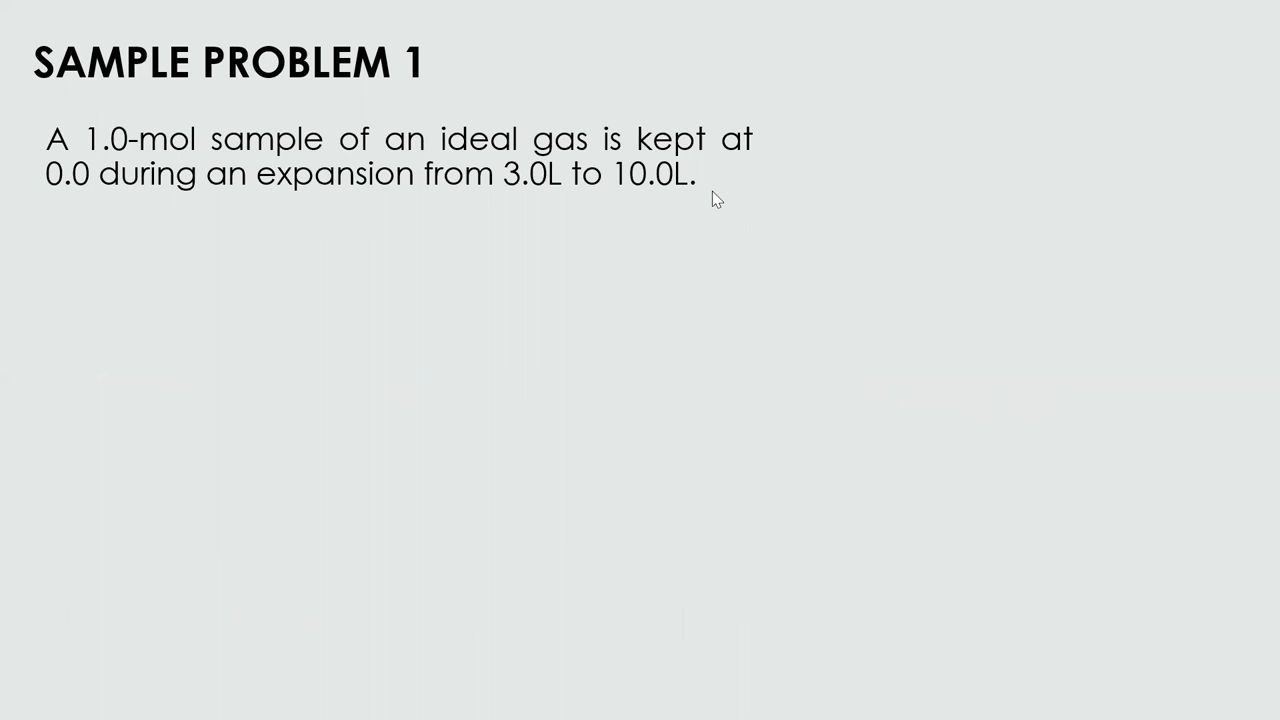 SAMPLE PROBLEM 1
A 1.0-mol sample of an ideal gas is kept at
0.0 during an expansion from 3.0L to 10.0L.